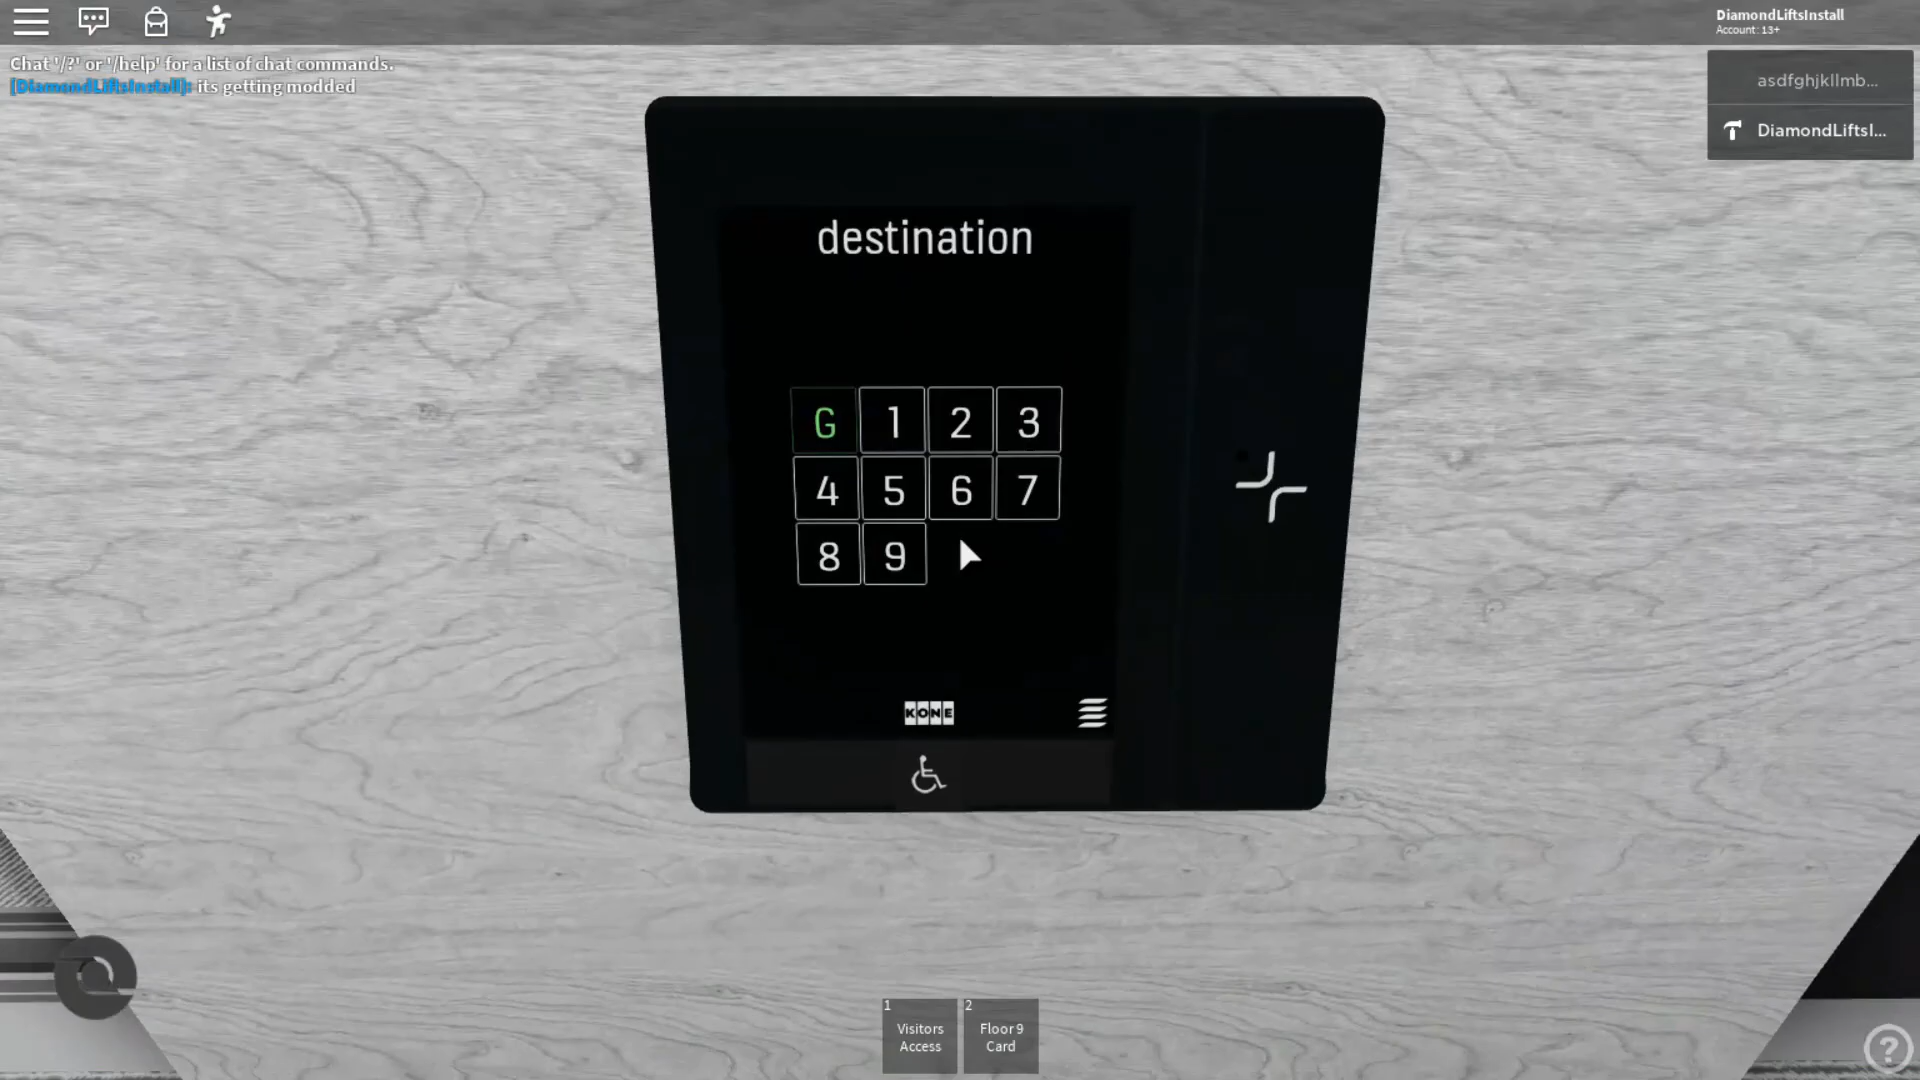 DiamondLiftsInstall
Account: 13+
Chat '/?' or '/help' for a list of chat commands.
[DiamondLiftsInstall]: its getting modded
asdfghjkllmb...
DiamondLiftsI...
destination
G 1 2 3
4 5 6 7
8 9
KONE
1 2
Visitors Access
Floor 9 Card
?